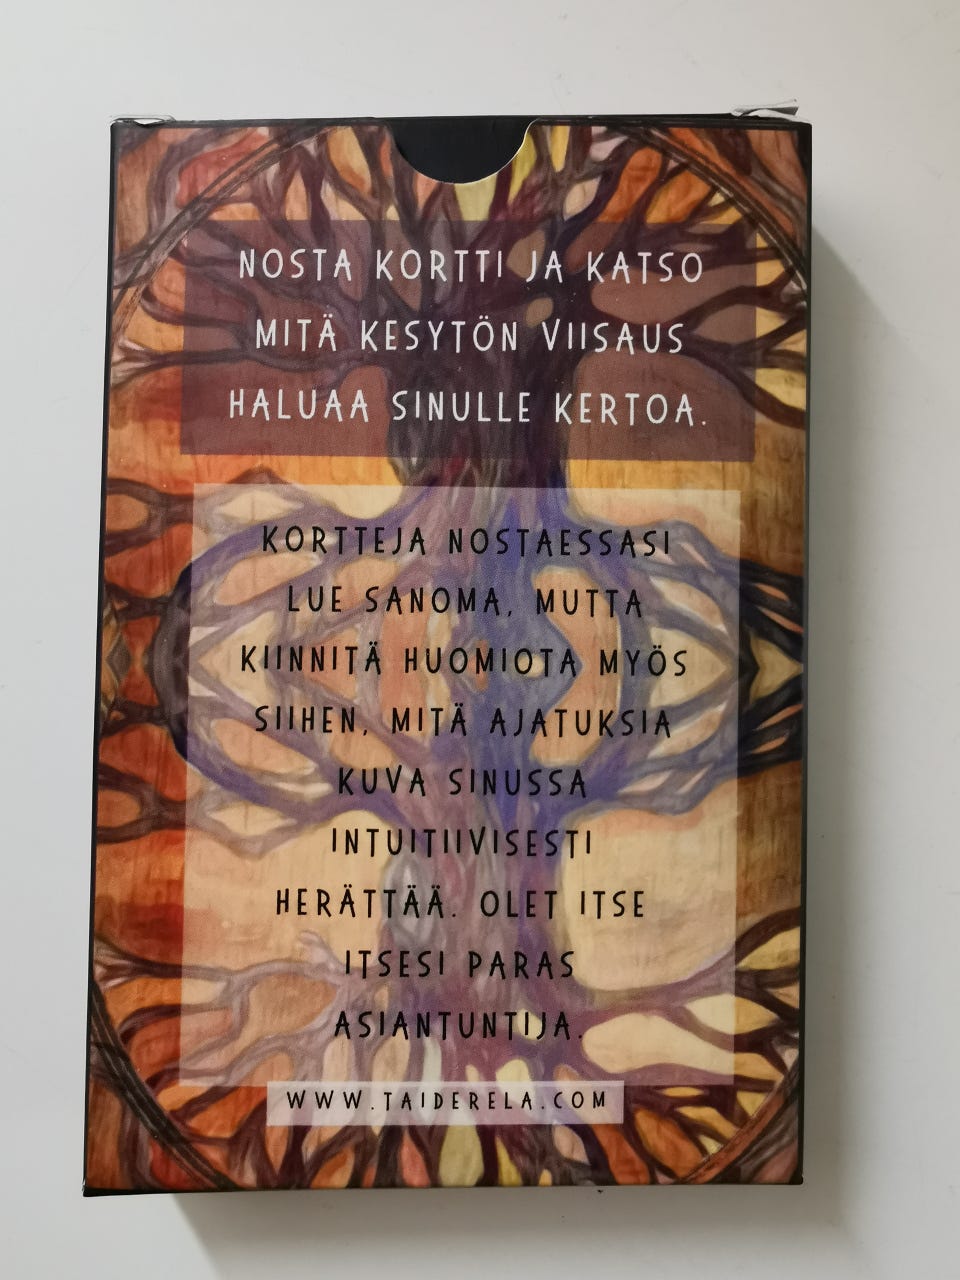 NOSTA KORTTI JA KATSO
MITÄ KESYTÖN VIISAUS
HALUAA SINULLE KERTOA.
KORTTEJA NOSTAESSASI
LUE SANOMA, MUTTA
KIINNITÄ HUOMIOTA MYÖS
SIIHEN, MITÄ AJATUKSIA
KUVA SINUSSA
INTUITIIVISESTI
HERÄTTÄÄ. OLET ITSE
ITSESI PARAS
ASIANTUNTIJA.
WWW.TAIDERELA.COM